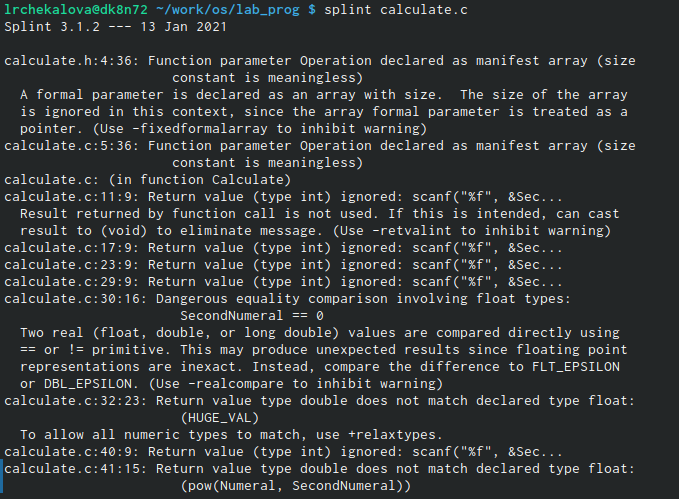 lrchekalova@dk8n72 ~/work/os/lab_prog $ splint calculate.c
Splint 3.1.2 --- 13 Jan 2021
calculate.h:4:36: Function parameter Operation declared as manifest array (size
constant is meaningless)
A formal parameter is declared as an array with size.  The size of the array
is ignored in this context, since the array formal parameter is treated as a
pointer. (Use -fixedformalarray to inhibit warning)
calculate.c:5:36: Function parameter Operation declared as manifest array (size
constant is meaningless)
calculate.c: (in function Calculate)
calculate.c:11:9: Return value (type int) ignored: scanf("%f", &Sec...
Result returned by function call is not used. If this is intended, can cast
result to (void) to eliminate message. (Use -retvalint to inhibit warning)
calculate.c:17:9: Return value (type int) ignored: scanf("%f", &Sec...
calculate.c:23:9: Return value (type int) ignored: scanf("%f", &Sec...
calculate.c:29:9: Return value (type int) ignored: scanf("%f", &Sec...
calculate.c:30:16: Dangerous equality comparison involving float types:
SecondNumeral == 0
Two real (float, double, or long double) values are compared directly using
== or != primitive. This may produce unexpected results since floating point
representations are inexact. Instead, compare the difference to FLT_EPSILON
or DBL_EPSILON. (Use -realcompare to inhibit warning)
calculate.c:32:23: Return value type double does not match declared type float:
(HUGE_VAL)
To allow all numeric types to match, use +relaxtypes.
calculate.c:40:9: Return value (type int) ignored: scanf("%f", &Sec...
calculate.c:41:15: Return value type double does not match declared type float:
(pow(Numeral, SecondNumeral))